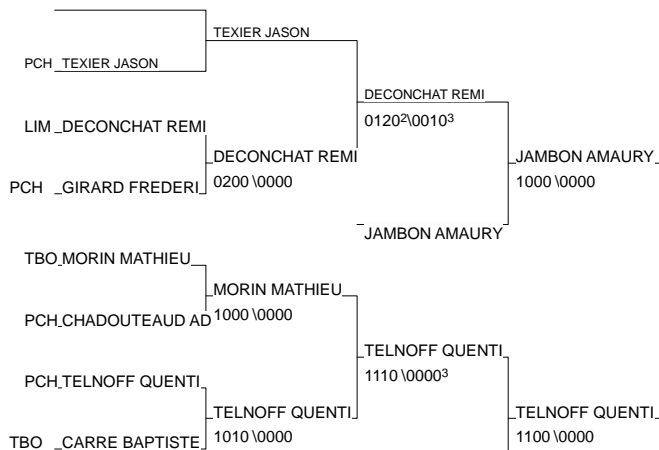 TEXIER JASON
PCH TEXIER JASON
DECONCHAT REMI
0120²\0010³
LIM DECONCHAT REMI
DECONCHAT REMI
0200 \0000
JAMBON AMAURY
1000 \0000
PCH GIRARD FREDERI
JAMBON AMAURY
TBO MORIN MATHIEU
MORIN MATHIEU
1000 \0000
PCH CHADOUTEAUD AD
TELNOFF QUENTI
1110 \0000³
PCH TELNOFF QUENTI
TELNOFF QUENTI
1010 \0000
TELNOFF QUENTI
1100 \0000
TBO CARRE BAPTISTE